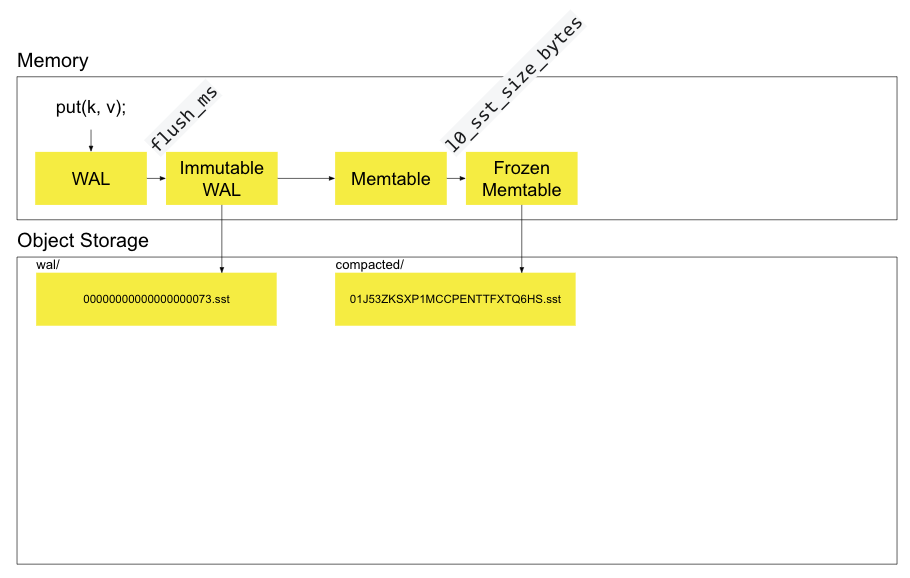 Memory
put(k, v);
flush_ms
l0_sst_size_bytes
WAL
Immutable
WAL
Memtable
Frozen
Memtable
Object Storage
wal/
compacted/
00000000000000000073.sst
01J53ZKSXP1MCCPENTTFXTQ6HS.sst